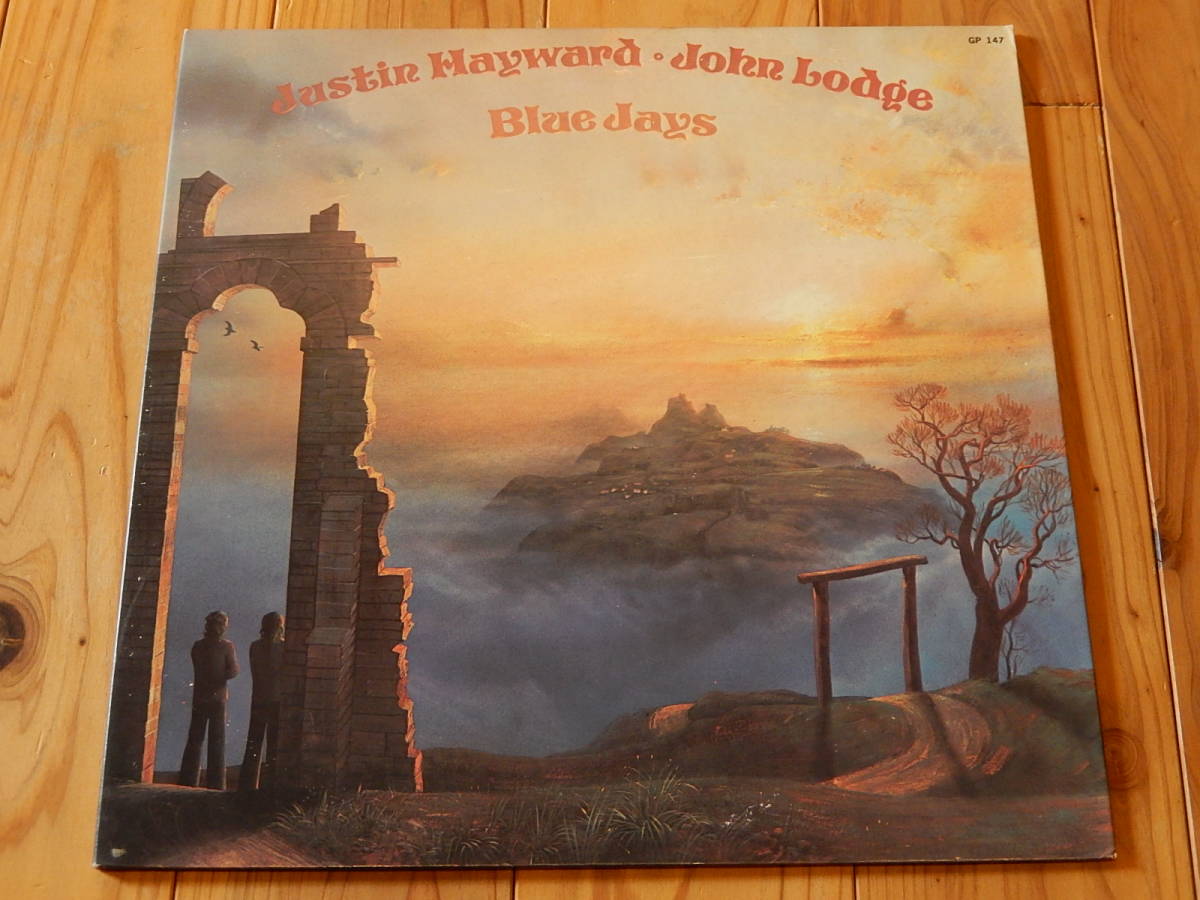 GP 147
Justin Hayward • John Lodge
Blue Jays